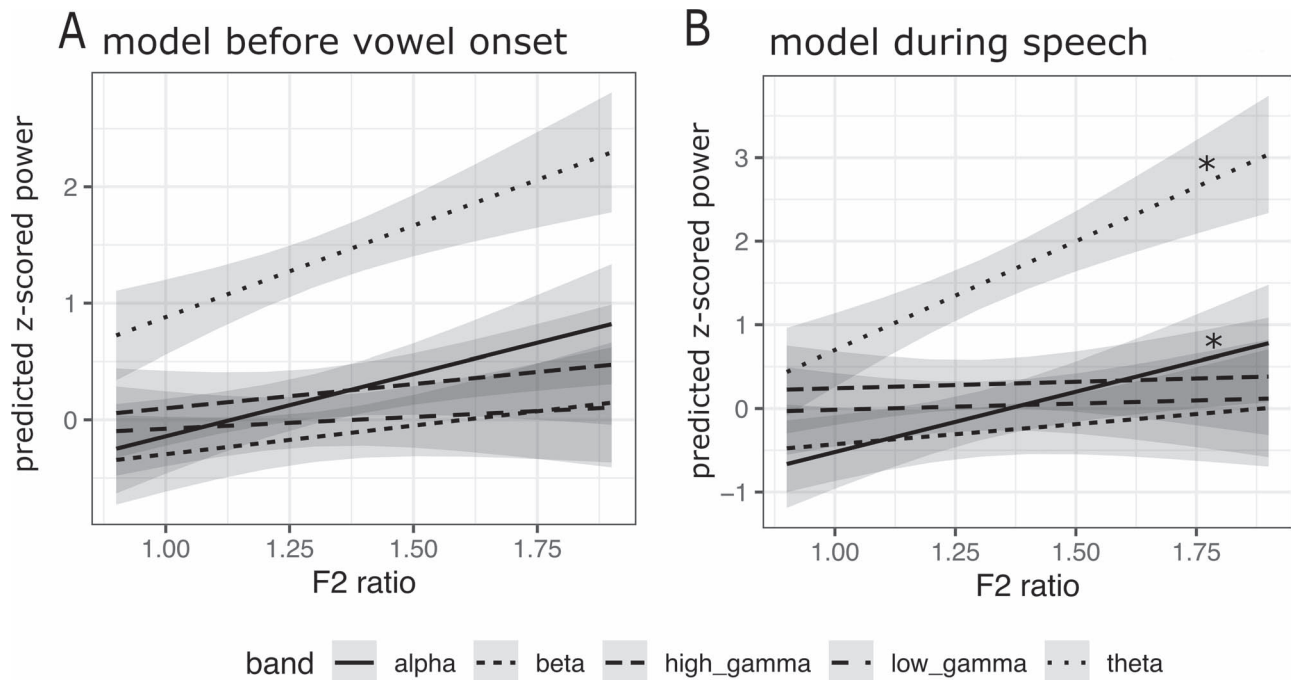 A model before vowel onset
predicted z-scored power
2
1
0
1.00 1.25 1.50 1.75
F2 ratio
B model during speech
predicted z-scored power
3
2
1
0
−1
*
*
1.00 1.25 1.50 1.75
F2 ratio
band alpha beta high_gamma low_gamma theta